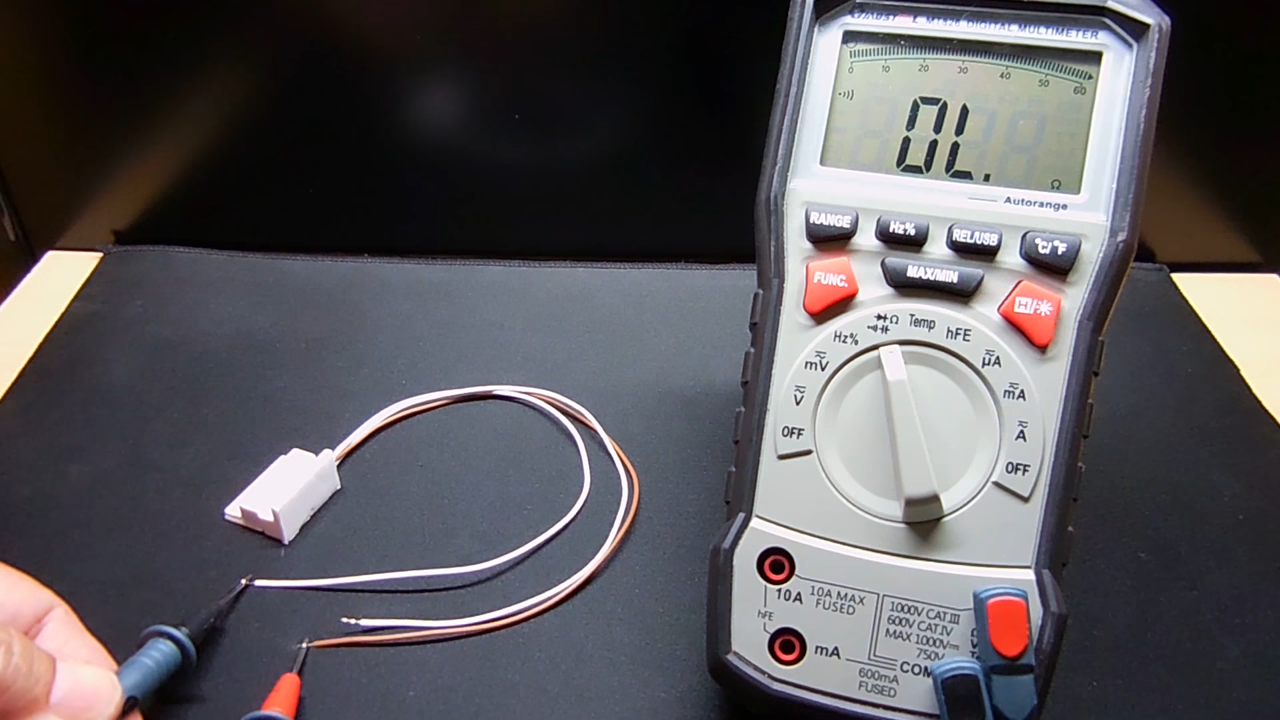 MT826 DIGITAL MULTIMETER
0 10 20 30 40 50 60
OL.
Ω
Autorange
RANGE
Hz%
REL/USB
°C/°F
FUNC.
MAX/MIN
H/
Hz%
Ω
Temp
hFE
mV
µA
V
mA
A
OFF
OFF
10A
10A MAX
FUSED
hFE
mA
600mA
FUSED
1000V CAT.III
600V CAT.IV
MAX 1000V
750V
COM